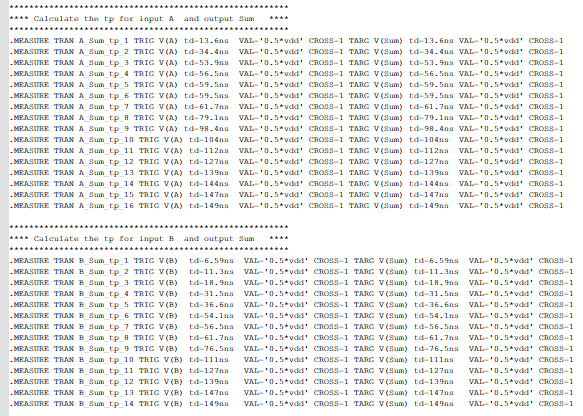 *******************************************************
**** Calculate the tp for input A and output Sum ****
*******************************************************
.MEASURE TRAN A_Sum_tp_1 TRIG V(A) td=13.6ns VAL='0.5*vdd' CROSS=1 TARG V(Sum) td=13.6ns VAL='0.5*vdd' CROSS=1
.MEASURE TRAN A_Sum_tp_2 TRIG V(A) td=34.4ns VAL='0.5*vdd' CROSS=1 TARG V(Sum) td=34.4ns VAL='0.5*vdd' CROSS=1
.MEASURE TRAN A_Sum_tp_3 TRIG V(A) td=53.9ns VAL='0.5*vdd' CROSS=1 TARG V(Sum) td=53.9ns VAL='0.5*vdd' CROSS=1
.MEASURE TRAN A_Sum_tp_4 TRIG V(A) td=56.5ns VAL='0.5*vdd' CROSS=1 TARG V(Sum) td=56.5ns VAL='0.5*vdd' CROSS=1
.MEASURE TRAN A_Sum_tp_5 TRIG V(A) td=59.5ns VAL='0.5*vdd' CROSS=1 TARG V(Sum) td=59.5ns VAL='0.5*vdd' CROSS=1
.MEASURE TRAN A_Sum_tp_6 TRIG V(A) td=59.5ns VAL='0.5*vdd' CROSS=1 TARG V(Sum) td=59.5ns VAL='0.5*vdd' CROSS=1
.MEASURE TRAN A_Sum_tp_7 TRIG V(A) td=61.7ns VAL='0.5*vdd' CROSS=1 TARG V(Sum) td=61.7ns VAL='0.5*vdd' CROSS=1
.MEASURE TRAN A_Sum_tp_8 TRIG V(A) td=79.1ns VAL='0.5*vdd' CROSS=1 TARG V(Sum) td=79.1ns VAL='0.5*vdd' CROSS=1
.MEASURE TRAN A_Sum_tp_9 TRIG V(A) td=98.4ns VAL='0.5*vdd' CROSS=1 TARG V(Sum) td=98.4ns VAL='0.5*vdd' CROSS=1
.MEASURE TRAN A_Sum_tp_10 TRIG V(A) td=104ns VAL='0.5*vdd' CROSS=1 TARG V(Sum) td=104ns VAL='0.5*vdd' CROSS=1
.MEASURE TRAN A_Sum_tp_11 TRIG V(A) td=112ns VAL='0.5*vdd' CROSS=1 TARG V(Sum) td=112ns VAL='0.5*vdd' CROSS=1
.MEASURE TRAN A_Sum_tp_12 TRIG V(A) td=127ns VAL='0.5*vdd' CROSS=1 TARG V(Sum) td=127ns VAL='0.5*vdd' CROSS=1
.MEASURE TRAN A_Sum_tp_13 TRIG V(A) td=139ns VAL='0.5*vdd' CROSS=1 TARG V(Sum) td=139ns VAL='0.5*vdd' CROSS=1
.MEASURE TRAN A_Sum_tp_14 TRIG V(A) td=144ns VAL='0.5*vdd' CROSS=1 TARG V(Sum) td=144ns VAL='0.5*vdd' CROSS=1
.MEASURE TRAN A_Sum_tp_15 TRIG V(A) td=147ns VAL='0.5*vdd' CROSS=1 TARG V(Sum) td=147ns VAL='0.5*vdd' CROSS=1
.MEASURE TRAN A_Sum_tp_16 TRIG V(A) td=149ns VAL='0.5*vdd' CROSS=1 TARG V(Sum) td=149ns VAL='0.5*vdd' CROSS=1
*******************************************************
**** Calculate the tp for input B and output Sum ****
*******************************************************
.MEASURE TRAN B_Sum_tp_1 TRIG V(B) td=6.59ns VAL='0.5*vdd' CROSS=1 TARG V(Sum) td=6.59ns VAL='0.5*vdd' CROSS=1
.MEASURE TRAN B_Sum_tp_2 TRIG V(B) td=11.3ns VAL='0.5*vdd' CROSS=1 TARG V(Sum) td=11.3ns VAL='0.5*vdd' CROSS=1
.MEASURE TRAN B_Sum_tp_3 TRIG V(B) td=18.9ns VAL='0.5*vdd' CROSS=1 TARG V(Sum) td=18.9ns VAL='0.5*vdd' CROSS=1
.MEASURE TRAN B_Sum_tp_4 TRIG V(B) td=31.5ns VAL='0.5*vdd' CROSS=1 TARG V(Sum) td=31.5ns VAL='0.5*vdd' CROSS=1
.MEASURE TRAN B_Sum_tp_5 TRIG V(B) td=36.6ns VAL='0.5*vdd' CROSS=1 TARG V(Sum) td=36.6ns VAL='0.5*vdd' CROSS=1
.MEASURE TRAN B_Sum_tp_6 TRIG V(B) td=54.1ns VAL='0.5*vdd' CROSS=1 TARG V(Sum) td=54.1ns VAL='0.5*vdd' CROSS=1
.MEASURE TRAN B_Sum_tp_7 TRIG V(B) td=56.5ns VAL='0.5*vdd' CROSS=1 TARG V(Sum) td=56.5ns VAL='0.5*vdd' CROSS=1
.MEASURE TRAN B_Sum_tp_8 TRIG V(B) td=61.7ns VAL='0.5*vdd' CROSS=1 TARG V(Sum) td=61.7ns VAL='0.5*vdd' CROSS=1
.MEASURE TRAN B_Sum_tp_9 TRIG V(B) td=76.5ns VAL='0.5*vdd' CROSS=1 TARG V(Sum) td=76.5ns VAL='0.5*vdd' CROSS=1
.MEASURE TRAN B_Sum_tp_10 TRIG V(B) td=111ns VAL='0.5*vdd' CROSS=1 TARG V(Sum) td=111ns VAL='0.5*vdd' CROSS=1
.MEASURE TRAN B_Sum_tp_11 TRIG V(B) td=127ns VAL='0.5*vdd' CROSS=1 TARG V(Sum) td=127ns VAL='0.5*vdd' CROSS=1
.MEASURE TRAN B_Sum_tp_12 TRIG V(B) td=139ns VAL='0.5*vdd' CROSS=1 TARG V(Sum) td=139ns VAL='0.5*vdd' CROSS=1
.MEASURE TRAN B_Sum_tp_13 TRIG V(B) td=147ns VAL='0.5*vdd' CROSS=1 TARG V(Sum) td=147ns VAL='0.5*vdd' CROSS=1
.MEASURE TRAN B_Sum_tp_14 TRIG V(B) td=149ns VAL='0.5*vdd' CROSS=1 TARG V(Sum) td=149ns VAL='0.5*vdd' CROSS=1